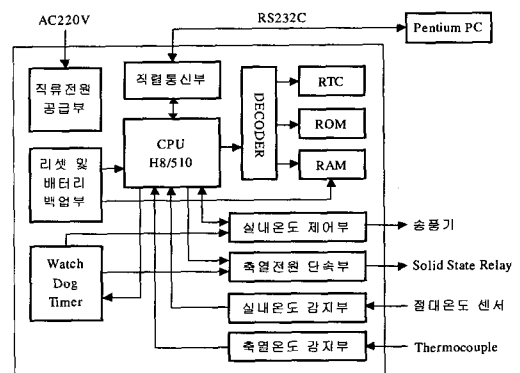 AC220V
RS232C
Pentium PC
직류전원
공급부
직렬통신부
DECODER
RTC
ROM
RAM
CPU
H8/510
리셋 및
배터리
백업부
Watch
Dog
Timer
실내온도 제어부
송풍기
축열전원 단속부
Solid State Relay
실내온도 감지부
절대온도 센서
축열온도 감지부
Thermocouple